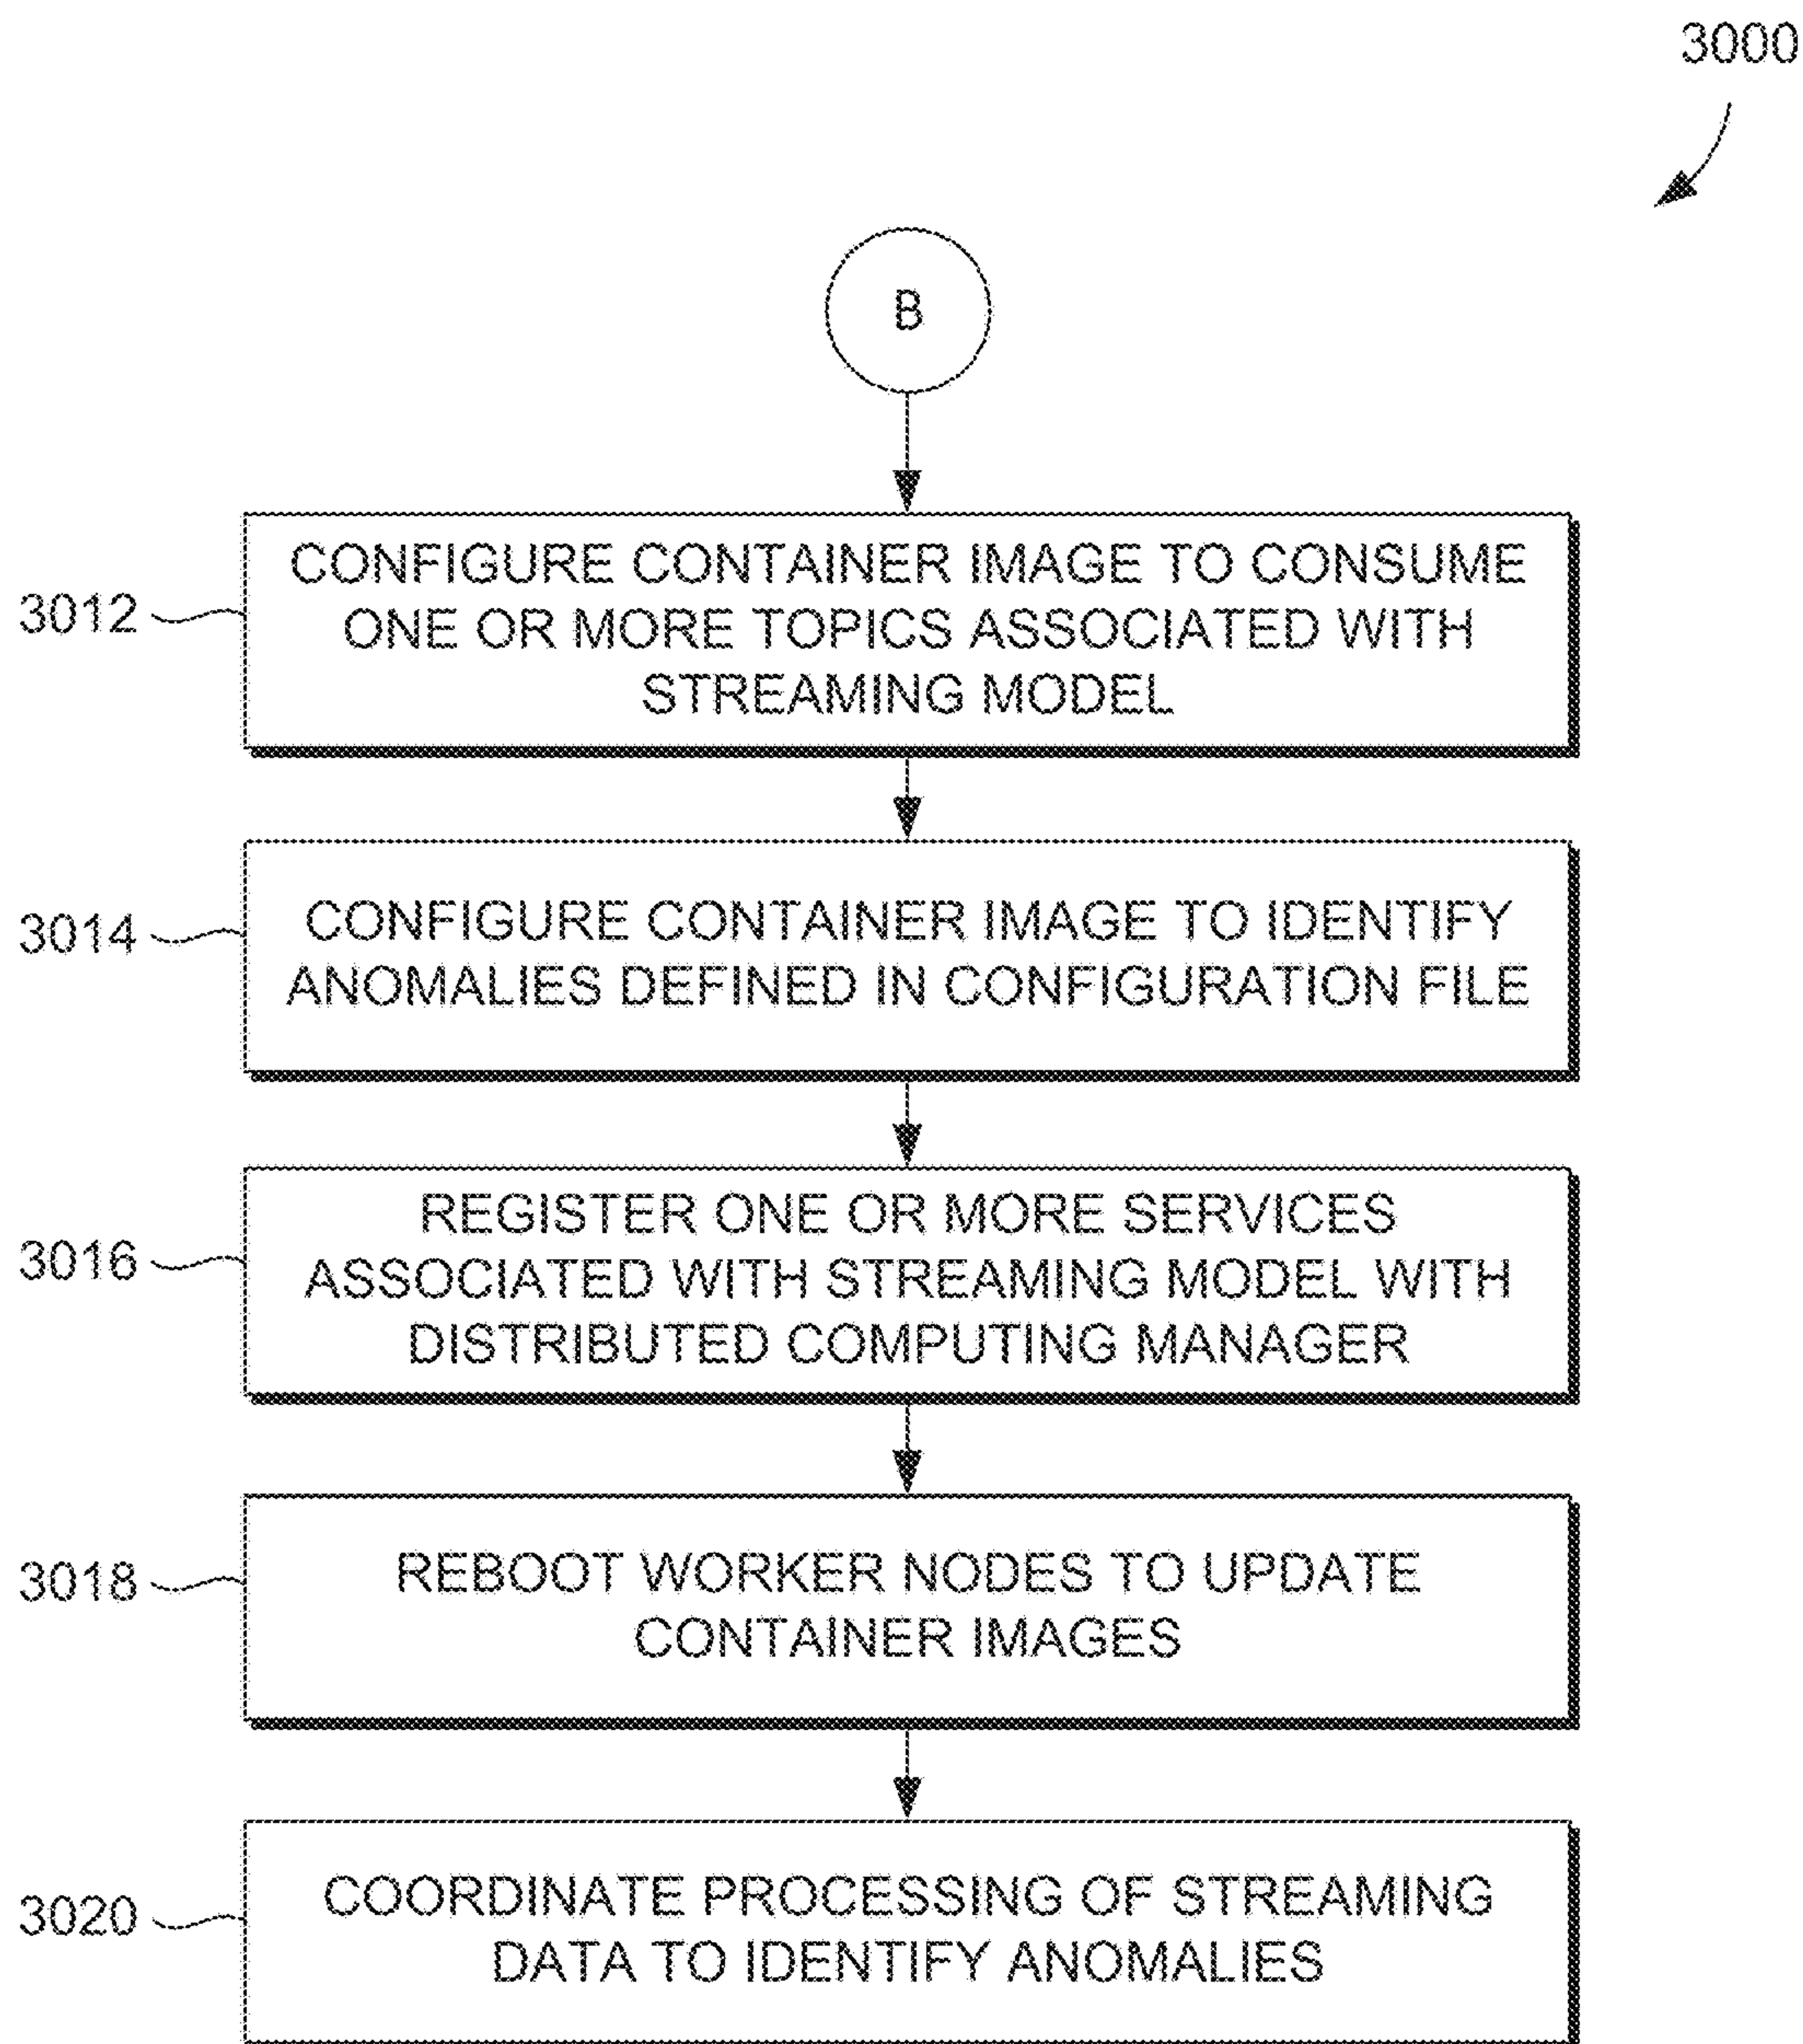 3000
B
CONFIGURE CONTAINER IMAGE TO CONSUME
ONE OR MORE TOPICS ASSOCIATED WITH
STREAMING MODEL
3012
CONFIGURE CONTAINER IMAGE TO IDENTIFY
ANOMALIES DEFINED IN CONFIGURATION FILE
3014
REGISTER ONE OR MORE SERVICES
ASSOCIATED WITH STREAMING MODEL WITH
DISTRIBUTED COMPUTING MANAGER
3016
REBOOT WORKER NODES TO UPDATE
CONTAINER IMAGES
3018
COORDINATE PROCESSING OF STREAMING
DATA TO IDENTIFY ANOMALIES
3020